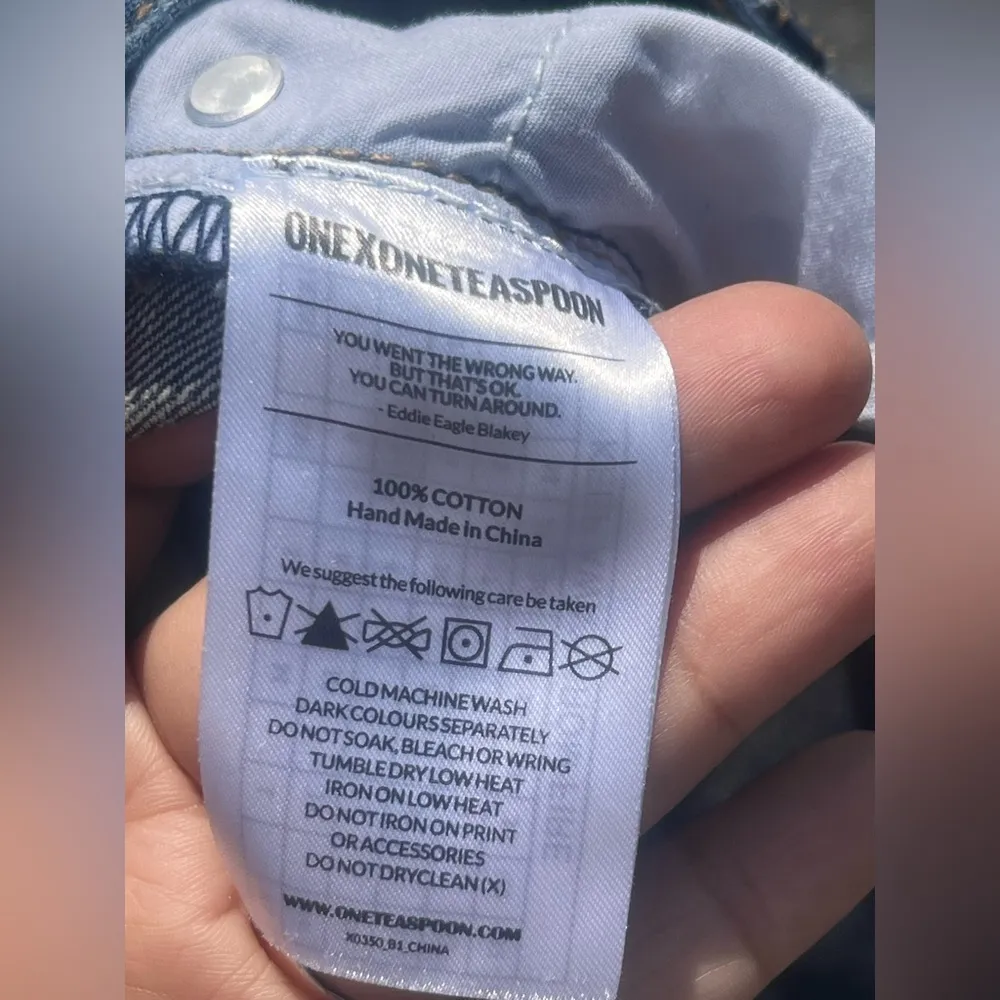 ONEXONETEASPOON
YOU WENT THE WRONG WAY.
BUT THAT'S OK.
YOU CAN TURN AROUND.
- Eddie Eagle Blakey
100% COTTON
Hand Made in China
We suggest the following care be taken
COLD MACHINE WASH
DARK COLOURS SEPARATELY
DO NOT SOAK, BLEACH OR WRING
TUMBLE DRY LOW HEAT
IRON ON LOW HEAT
DO NOT IRON ON PRINT
OR ACCESSORIES
DO NOT DRYCLEAN (X)
WWW.ONETEASPOON.COM
X0350_B1_CHINA